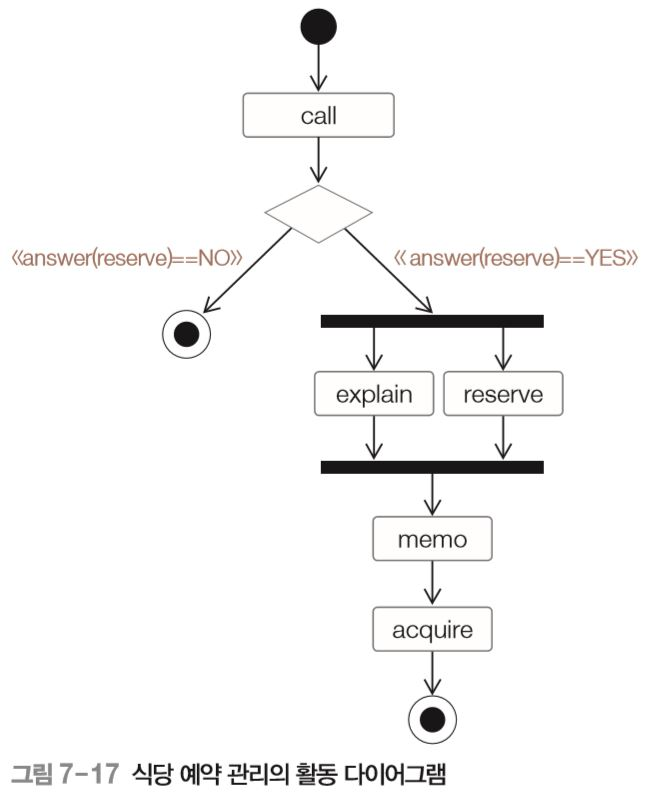 call
《answer(reserve)==NO》
《answer(reserve)==YES》
explain
reserve
memo
acquire
그림 7-17 식당 예약 관리의 활동 다이어그램